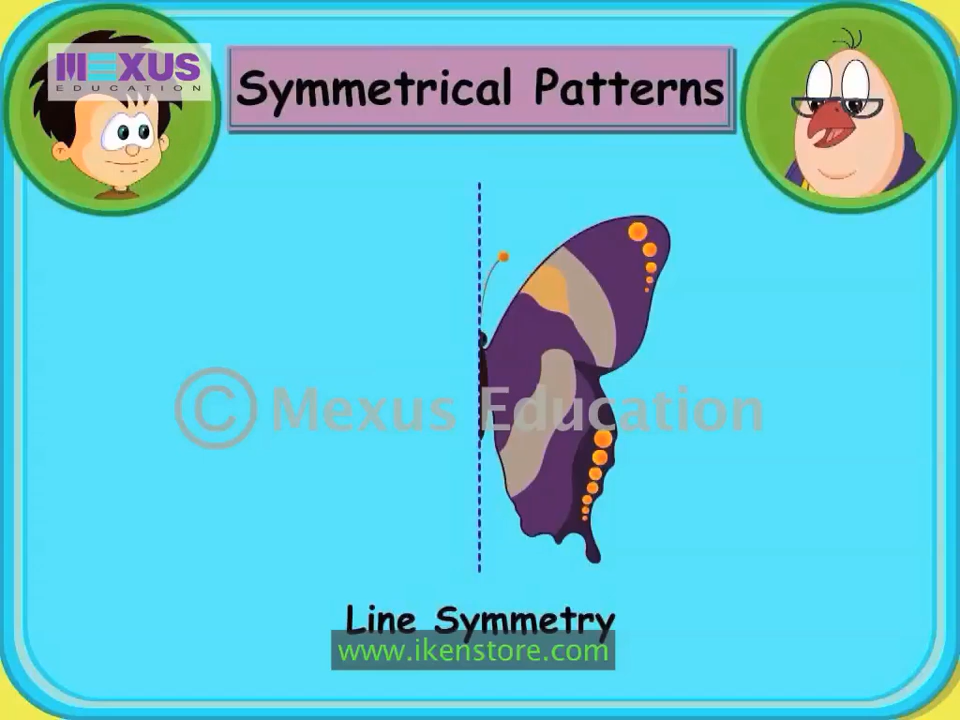 MEXUS
EDUCATION
Symmetrical Patterns
© Mexus Education
Line Symmetry
www.ikenstore.com